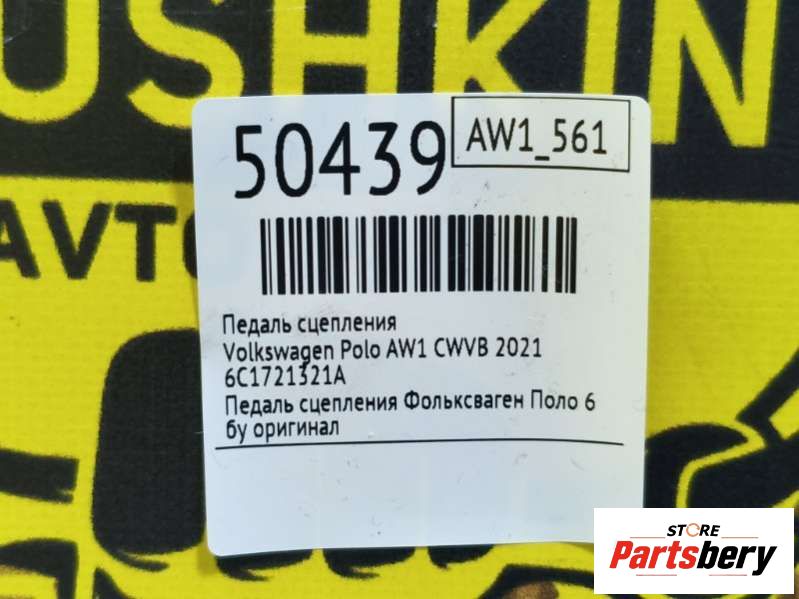 USHKIN
АВТО
50439
AW1_561
Педаль сцепления
Volkswagen Polo AW1 CWVB 2021
6C1721321A
Педаль сцепления Фольксваген Поло 6
бу оригинал
STORE
Partsbery